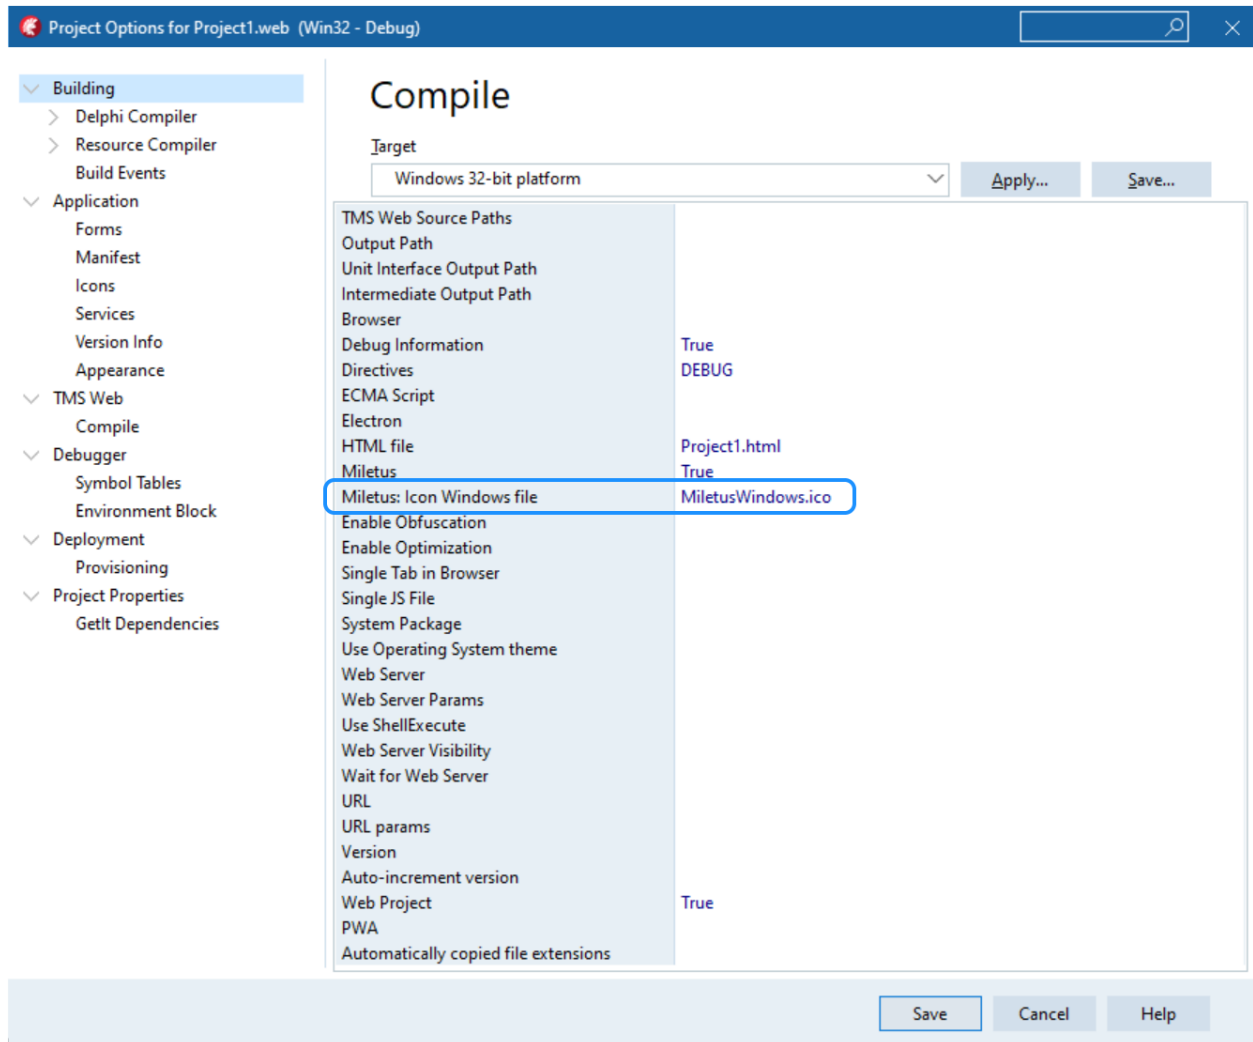 Project Options for Project1.web (Win32 - Debug)
Building
Delphi Compiler
Resource Compiler
Build Events
Application
Forms
Manifest
Icons
Services
Version Info
Appearance
TMS Web
Compile
Debugger
Symbol Tables
Environment Block
Deployment
Provisioning
Project Properties
GetIt Dependencies
Compile
Target
Windows 32-bit platform
Apply...
Save...
TMS Web Source Paths
Output Path
Unit Interface Output Path
Intermediate Output Path
Browser
Debug Information True
Directives DEBUG
ECMA Script
Electron
HTML file Project1.html
Miletus True
Miletus: Icon Windows file MiletusWindows.ico
Enable Obfuscation
Enable Optimization
Single Tab in Browser
Single JS File
System Package
Use Operating System theme
Web Server
Web Server Params
Use ShellExecute
Web Server Visibility
Wait for Web Server
URL
URL params
Version
Auto-increment version
Web Project True
PWA
Automatically copied file extensions
Save
Cancel
Help